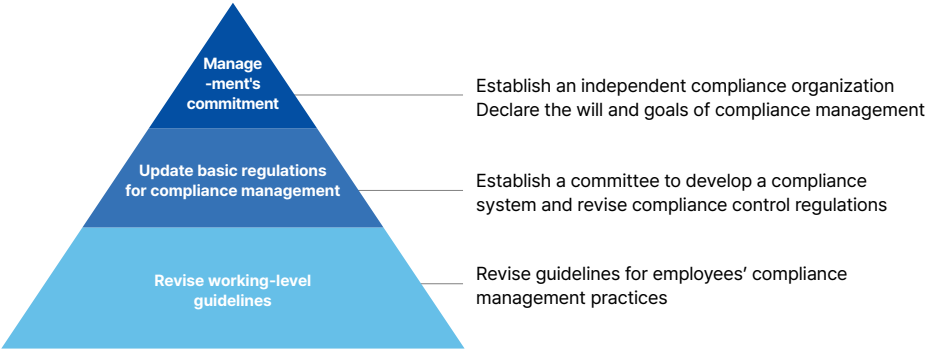 Manage
-ment's
commitment
Establish an independent compliance organization
Declare the will and goals of compliance management
Update basic regulations
for compliance management
Establish a committee to develop a compliance
system and revise compliance control regulations
Revise working-level
guidelines
Revise guidelines for employees’ compliance
management practices